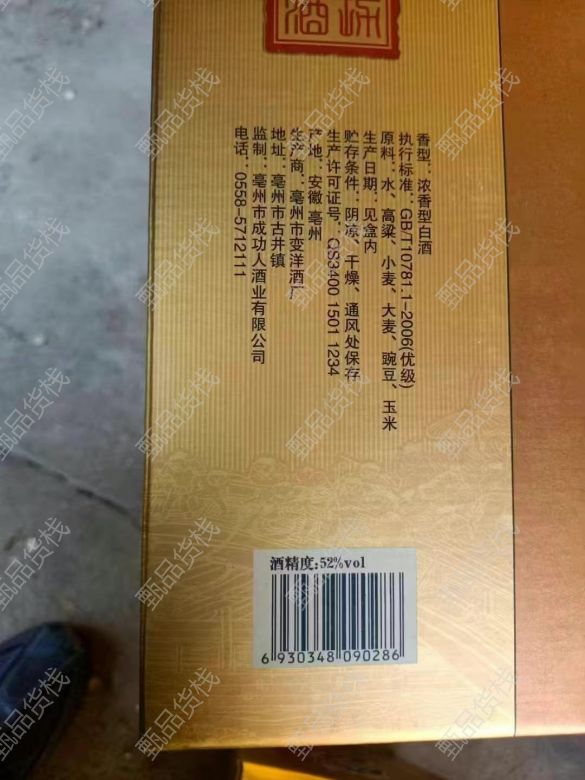 酒
香型：浓香型白酒
执行标准：GB/T10781.1-2006(优级)
原料：水、高粱、小麦、大麦、豌豆、玉米
生产日期：见盒内
贮存条件：阴凉、干燥、通风处保存
生产许可证号：QS3400 1501 1234
产地：安徽 亳州
生产商：亳州市变洋酒厂
地址：亳州市古井镇
监制：亳州市成功人酒业有限公司
电话：0558-5712111
酒精度:52%vol
6 930348 090286
甄品货栈